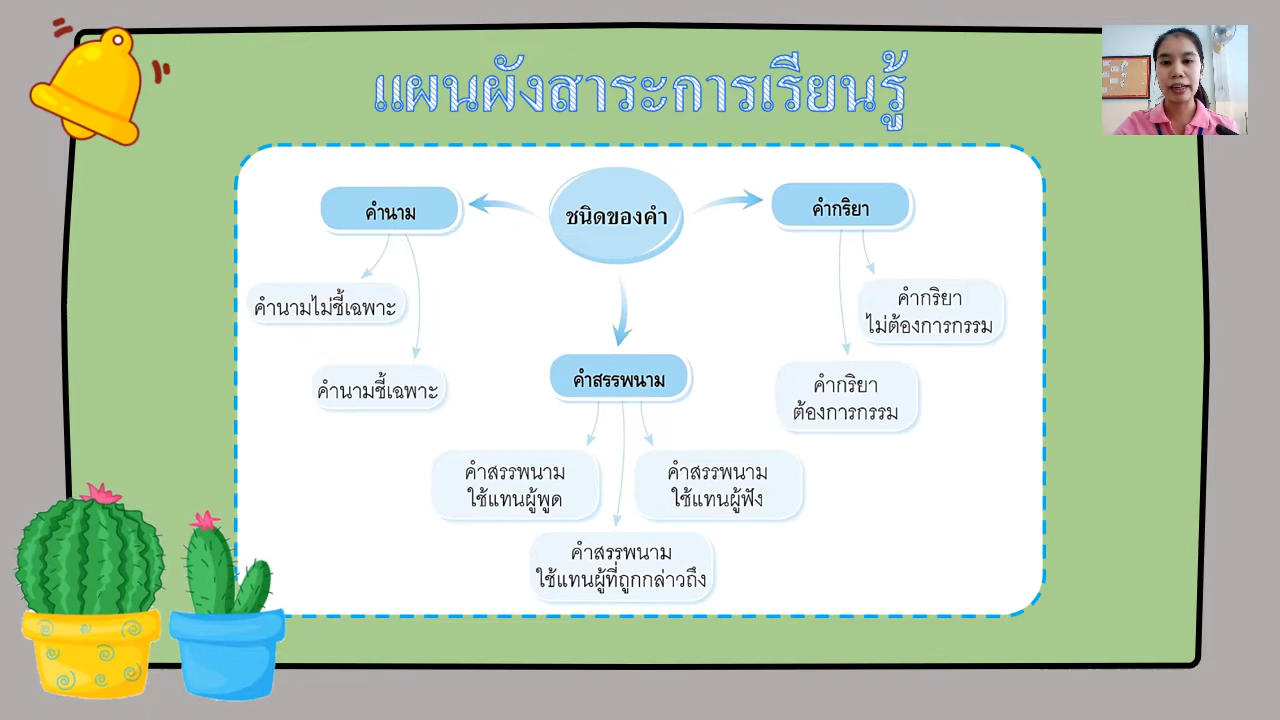 แผนผังสาระการเรียนรู้
ชนิดของคำ
คำนาม
คำนามไม่ชี้เฉพาะ
คำนามชี้เฉพาะ
คำสรรพนาม
คำสรรพนาม
ใช้แทนผู้พูด
คำสรรพนาม
ใช้แทนผู้ฟัง
คำสรรพนาม
ใช้แทนผู้ที่ถูกกล่าวถึง
คำกริยา
คำกริยา
ไม่ต้องการกรรม
คำกริยา
ต้องการกรรม